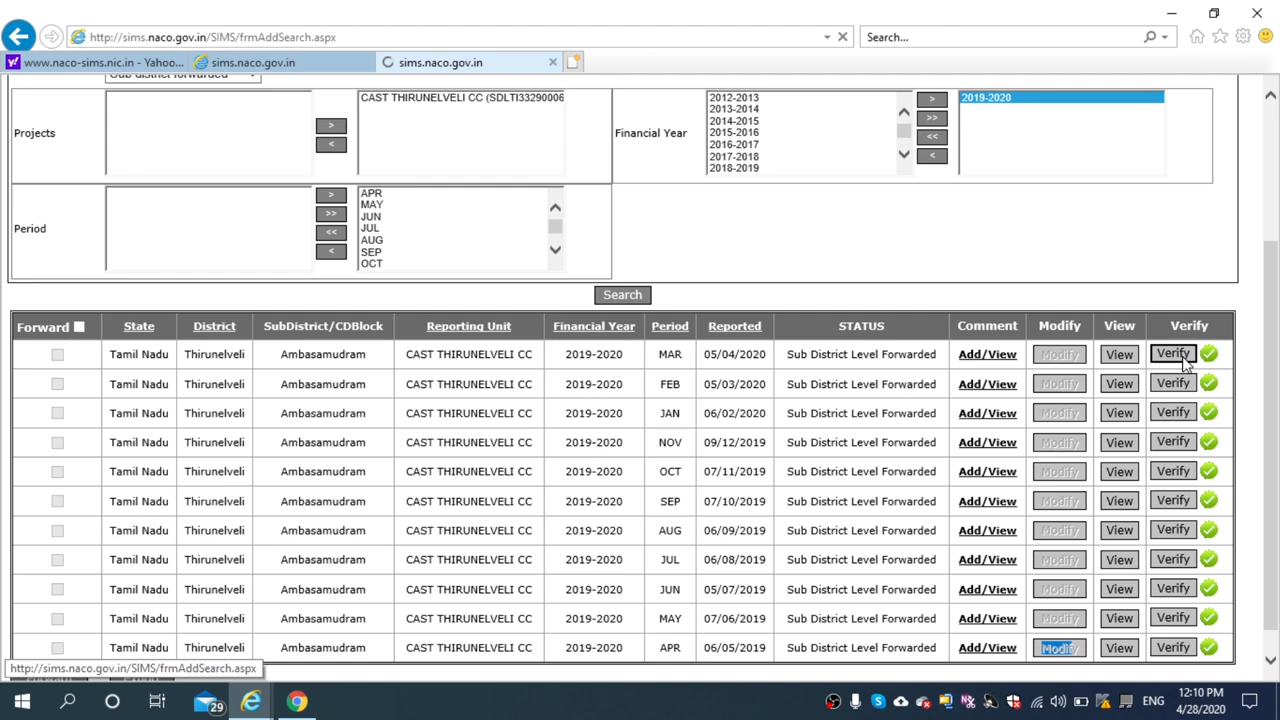 http://sims.naco.gov.in/SIMS/frmAddSearch.aspx
Search...
www.naco-sims.nic.in - Yahoo...
sims.naco.gov.in
sims.naco.gov.in
Sub district forwarded
Projects
CAST THIRUNELVELI CC (SDLTI33290006
>
<
Financial Year
2012-2013
2013-2014
2014-2015
2015-2016
2016-2017
2017-2018
2018-2019
>
>>
<<
<
2019-2020
Period
>
>>
<<
<
APR
MAY
JUN
JUL
AUG
SEP
OCT
Search
Forward State District SubDistrict/CDBlock Reporting Unit Financial Year Period Reported STATUS Comment Modify View Verify
Tamil Nadu Thirunelveli Ambasamudram CAST THIRUNELVELI CC 2019-2020 MAR 05/04/2020 Sub District Level Forwarded Add/View Modify View Verify
Tamil Nadu Thirunelveli Ambasamudram CAST THIRUNELVELI CC 2019-2020 FEB 05/03/2020 Sub District Level Forwarded Add/View Modify View Verify
Tamil Nadu Thirunelveli Ambasamudram CAST THIRUNELVELI CC 2019-2020 JAN 06/02/2020 Sub District Level Forwarded Add/View Modify View Verify
Tamil Nadu Thirunelveli Ambasamudram CAST THIRUNELVELI CC 2019-2020 NOV 09/12/2019 Sub District Level Forwarded Add/View Modify View Verify
Tamil Nadu Thirunelveli Ambasamudram CAST THIRUNELVELI CC 2019-2020 OCT 07/11/2019 Sub District Level Forwarded Add/View Modify View Verify
Tamil Nadu Thirunelveli Ambasamudram CAST THIRUNELVELI CC 2019-2020 SEP 07/10/2019 Sub District Level Forwarded Add/View Modify View Verify
Tamil Nadu Thirunelveli Ambasamudram CAST THIRUNELVELI CC 2019-2020 AUG 06/09/2019 Sub District Level Forwarded Add/View Modify View Verify
Tamil Nadu Thirunelveli Ambasamudram CAST THIRUNELVELI CC 2019-2020 JUL 06/08/2019 Sub District Level Forwarded Add/View Modify View Verify
Tamil Nadu Thirunelveli Ambasamudram CAST THIRUNELVELI CC 2019-2020 JUN 05/07/2019 Sub District Level Forwarded Add/View Modify View Verify
Tamil Nadu Thirunelveli Ambasamudram CAST THIRUNELVELI CC 2019-2020 MAY 07/06/2019 Sub District Level Forwarded Add/View Modify View Verify
Tamil Nadu Thirunelveli Ambasamudram CAST THIRUNELVELI CC 2019-2020 APR 06/05/2019 Sub District Level Forwarded Add/View Modify View Verify
http://sims.naco.gov.in/SIMS/frmAddSearch.aspx
29
ENG
12:10 PM
4/28/2020